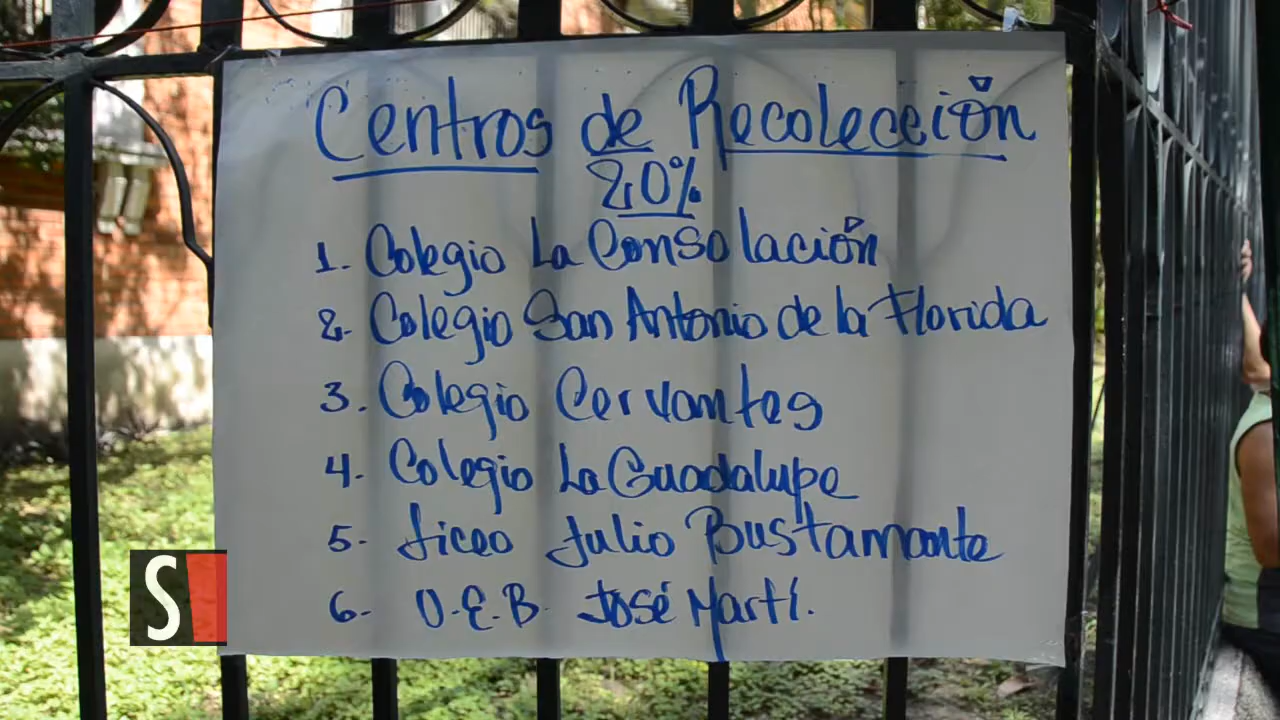 Centros de Recolección
20%
1. Colegio La Consolación
2. Colegio San Antonio de la Florida
3. Colegio Cervantes
4. Colegio La Guadalupe
5. Liceo Julio Bustamante
6. U.E.B. José Martí.
S